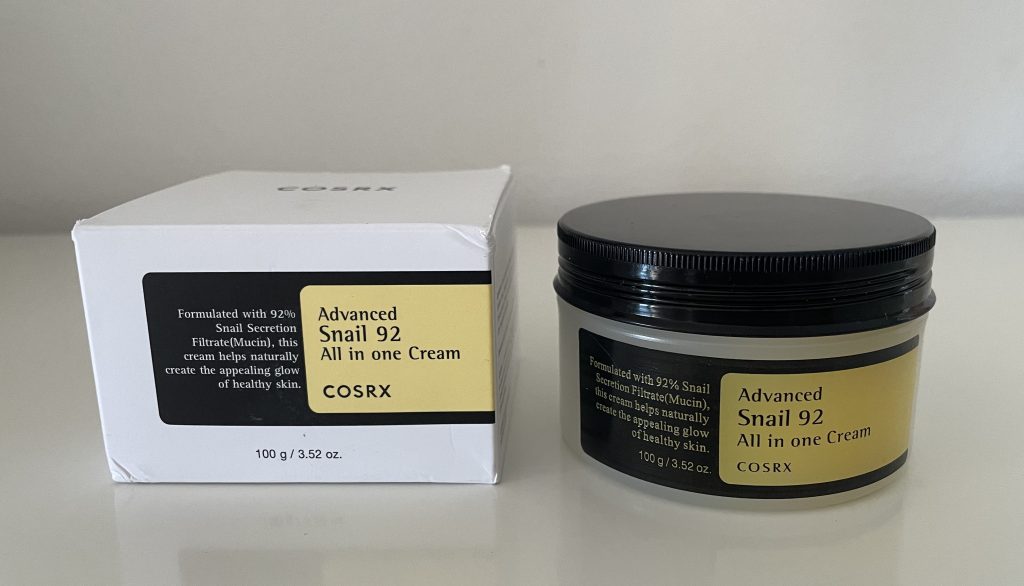 COSRX
Formulated with 92%
Snail Secretion
Filtrate(Mucin), this
cream helps naturally
create the appealing glow
of healthy skin.
Advanced
Snail 92
All in one Cream
COSRX
100 g / 3.52 oz.
Formulated with 92% Snail
Secretion Filtrate(Mucin),
this cream helps naturally
create the appealing glow
of healthy skin.
100 g / 3.52 oz.
Advanced
Snail 92
All in one Cream
COSRX